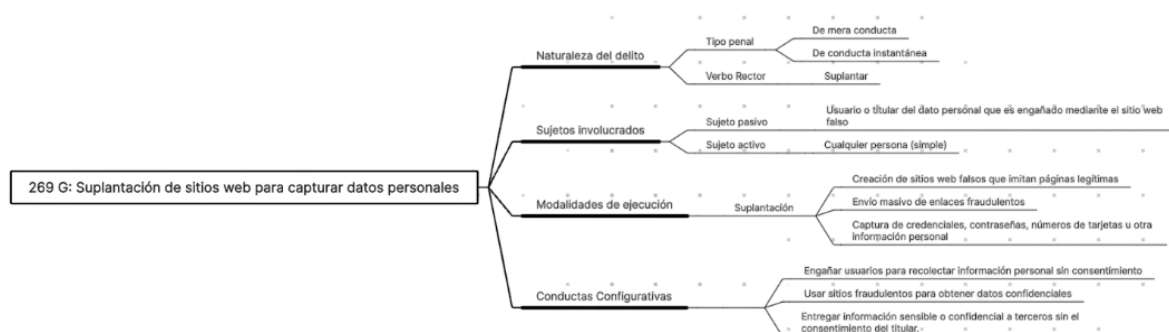 269 G: Suplantación de sitios web para capturar datos personales
Naturaleza del delito
Tipo penal
De mera conducta
De conducta instantánea
Verbo Rector
Suplantar
Sujetos involucrados
Sujeto pasivo
Usuario o titular del dato personal que es engañado mediante el sitio web
falso
Sujeto activo
Cualquier persona (simple)
Modalidades de ejecución
Suplantación
Creación de sitios web falsos que imitan páginas legítimas
Envío masivo de enlaces fraudulentos
Captura de credenciales, contraseñas, números de tarjetas u otra
información personal
Conductas Configurativas
Engañar usuarios para recolectar información personal sin consentimiento
Usar sitios fraudulentos para obtener datos confidenciales
Entregar información sensible o confidencial a terceros sin el
consentimiento del titular.